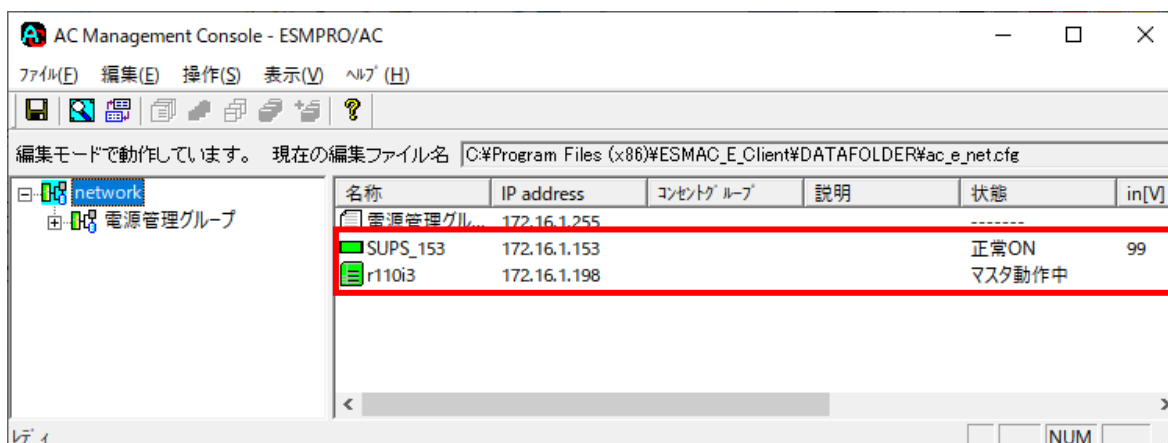 AC Management Console - ESMPRO/AC
ファイル(F) 編集(E) 操作(S) 表示(V) ヘルプ(H)
編集モードで動作しています。 現在の編集ファイル名 C:¥Program Files (x86)¥ESMAC_E_Client¥DATAFOLDER¥ac_e_net.cfg
network
電源管理グループ
名称 IP address コンセントグループ 説明 状態 in[V]
電源管理グル... 172.16.1.255 -------
SUPS_153 172.16.1.153 正常ON 99
r110i3 172.16.1.198 マスタ動作中
レディ NUM